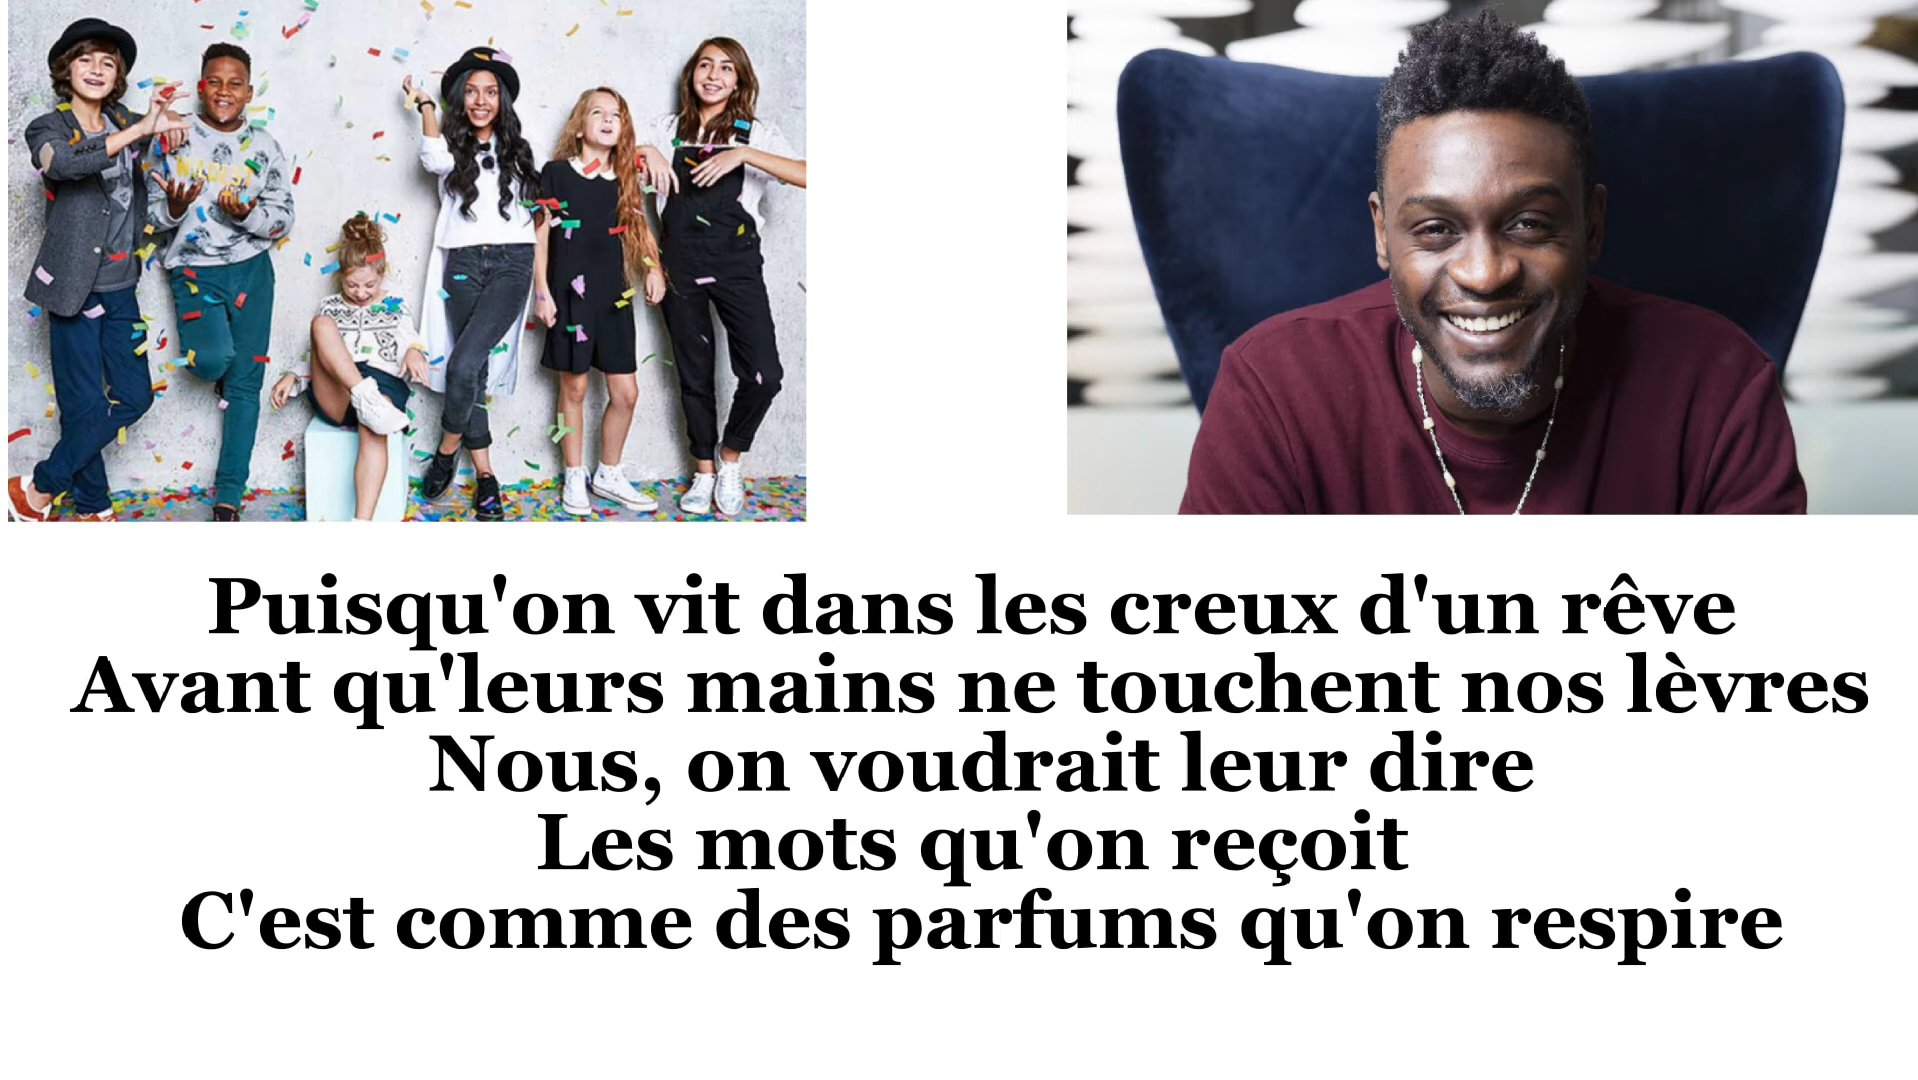 WILDEST
Puisqu'on vit dans les creux d'un rêve
Avant qu'leurs mains ne touchent nos lèvres
Nous, on voudrait leur dire
Les mots qu'on reçoit
C'est comme des parfums qu'on respire